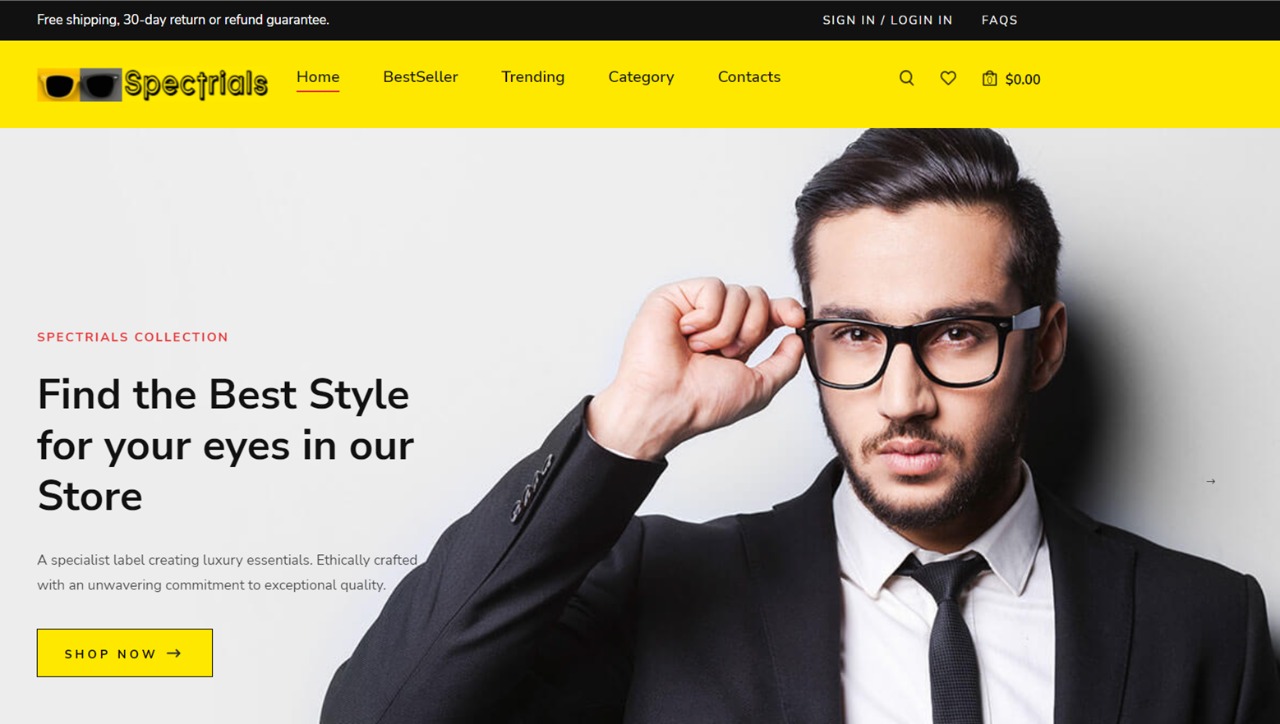 Free shipping, 30-day return or refund guarantee.
SIGN IN / LOGIN IN FAQS
Spectrials
Home BestSeller Trending Category Contacts
0 $0.00
SPECTRIALS COLLECTION
Find the Best Style
for your eyes in our
Store
A specialist label creating luxury essentials. Ethically crafted
with an unwavering commitment to exceptional quality.
SHOP NOW →